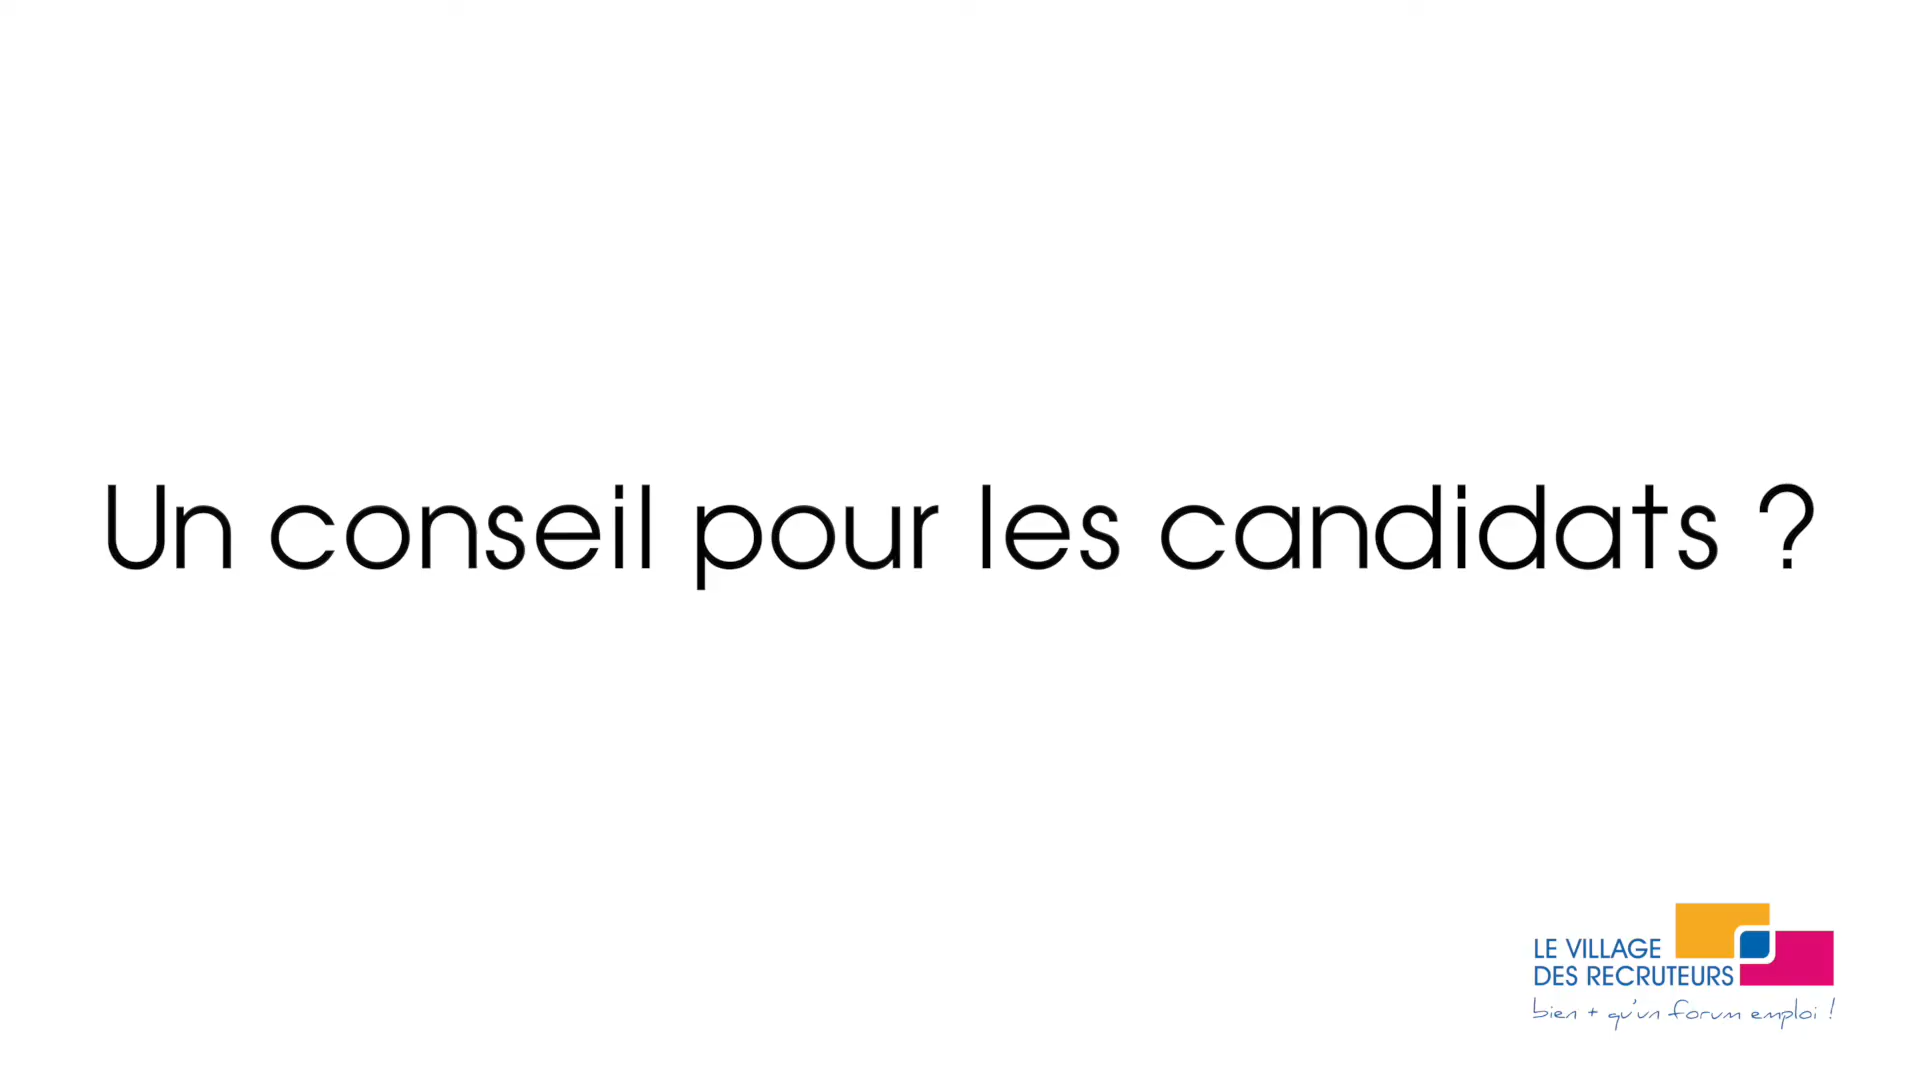 Un conseil pour les candidats ?
LE VILLAGE
DES RECRUTEURS
bien + qu'un forum emploi !